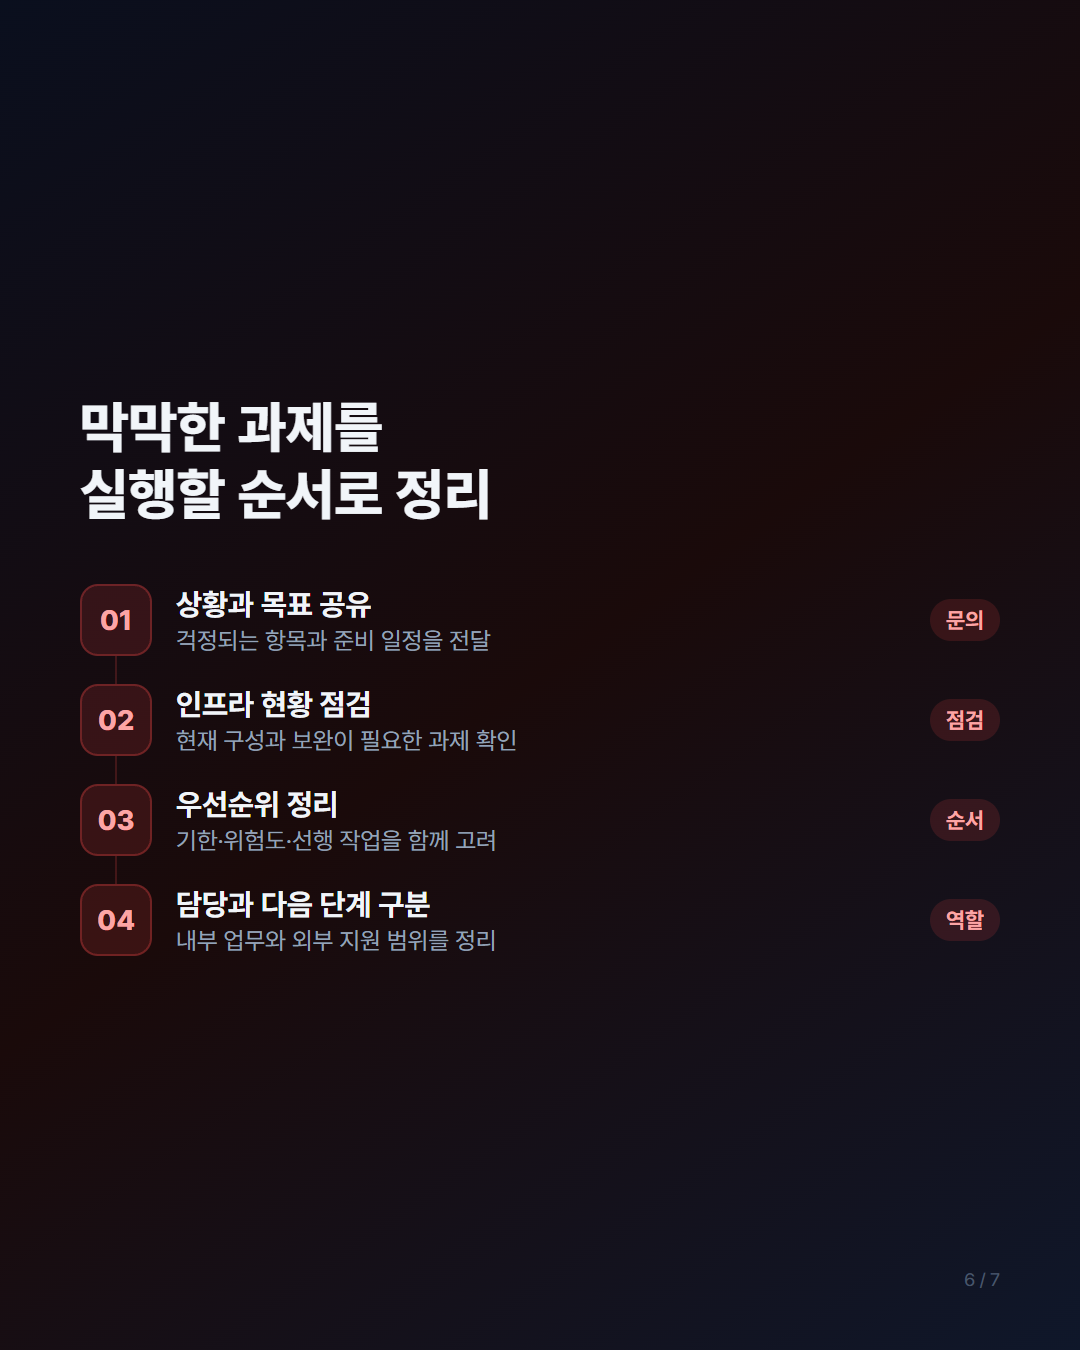 막막한 과제를
실행할 순서로 정리
01
상황과 목표 공유
걱정되는 항목과 준비 일정을 전달
문의
02
인프라 현황 점검
현재 구성과 보완이 필요한 과제 확인
점검
03
우선순위 정리
기한·위험도·선행 작업을 함께 고려
순서
04
담당과 다음 단계 구분
내부 업무와 외부 지원 범위를 정리
역할
6 / 7